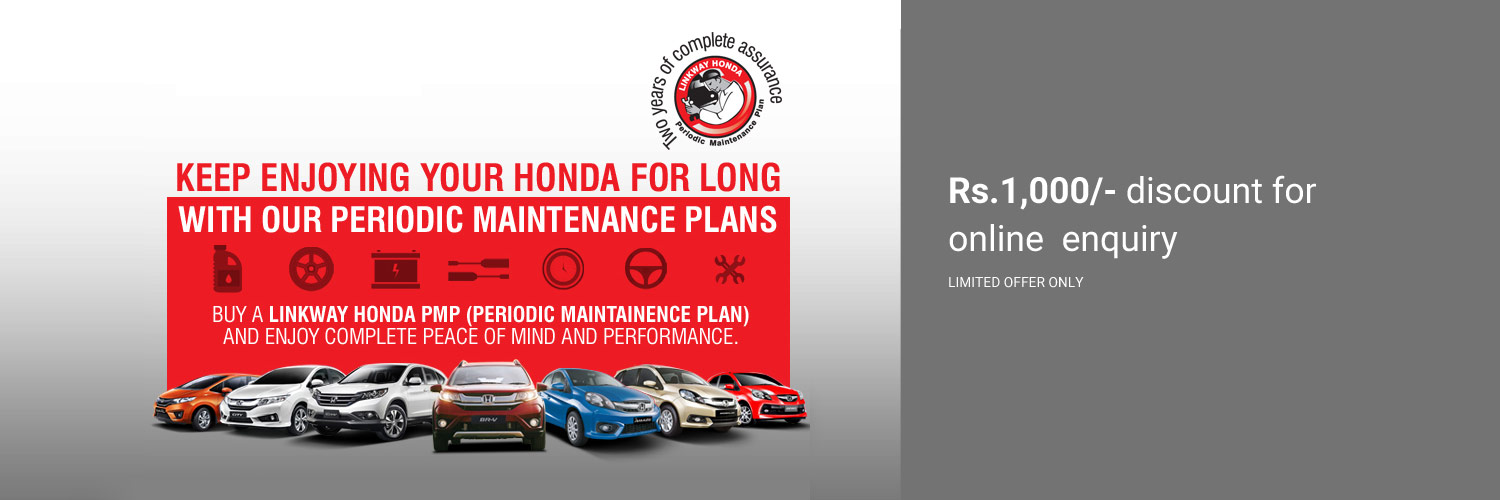 Two years of complete assurance
LINKWAY HONDA
Periodic Maintenance Plan
KEEP ENJOYING YOUR HONDA FOR LONG
WITH OUR PERIODIC MAINTENANCE PLANS
BUY A LINKWAY HONDA PMP (PERIODIC MAINTAINENCE PLAN)
AND ENJOY COMPLETE PEACE OF MIND AND PERFORMANCE.
CITY
BR-V
Rs.1,000/- discount for
online enquiry
LIMITED OFFER ONLY